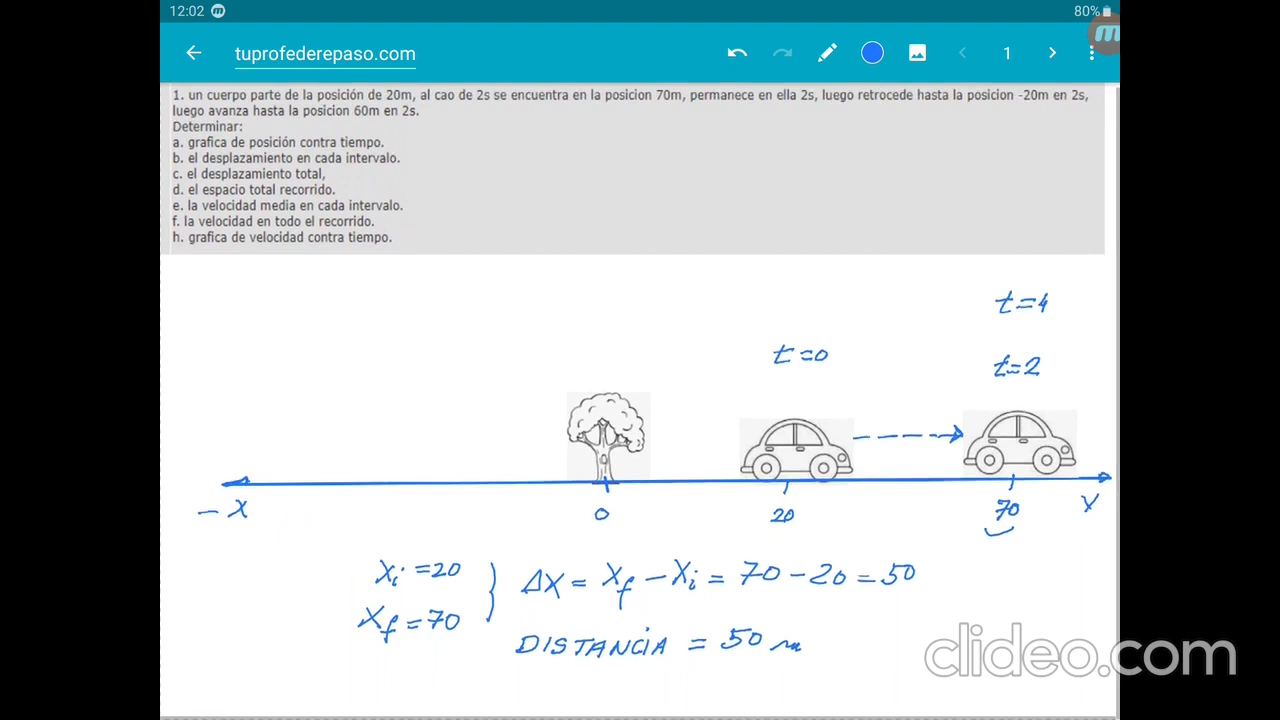 12:02
80%
tuprofederepaso.com
1
1. un cuerpo parte de la posición de 20m, al cao de 2s se encuentra en la posicion 70m, permanece en ella 2s, luego retrocede hasta la posicion -20m en 2s,
luego avanza hasta la posicion 60m en 2s.
Determinar:
a. grafica de posición contra tiempo.
b. el desplazamiento en cada intervalo.
c. el desplazamiento total,
d. el espacio total recorrido.
e. la velocidad media en cada intervalo.
f. la velocidad en todo el recorrido.
h. grafica de velocidad contra tiempo.
t=4
t=0
t=2
-X
0
20
70
X
Xi =20
Xf =70
ΔX = Xf - Xi = 70 - 20 = 50
DISTANCIA = 50 m
clideo.com